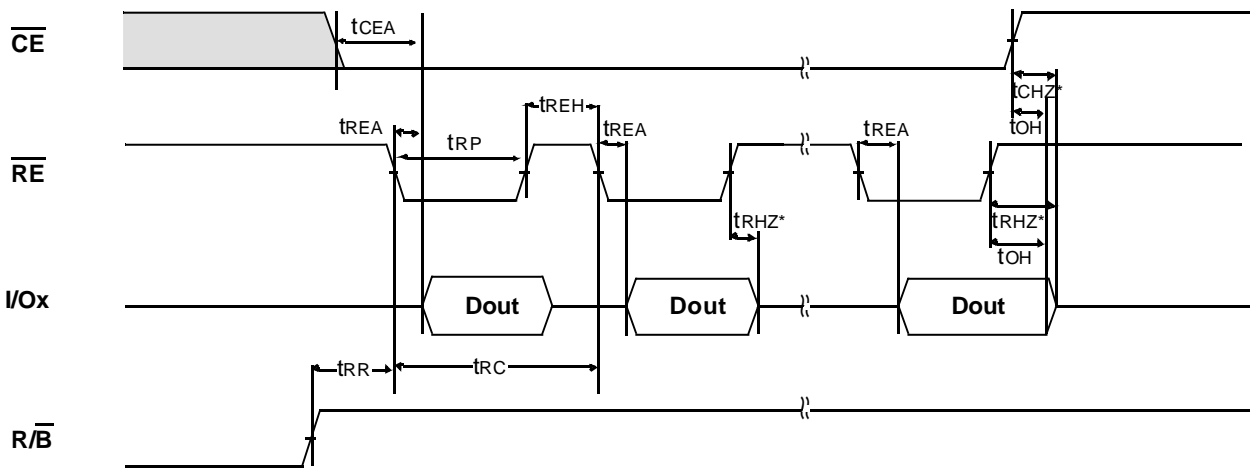 CE
tCEA
tCHZ*
tREH
tREA
tREA
tREA
tOH
tRP
RE
tRHZ*
tRHZ*
tOH
I/Ox
Dout
Dout
Dout
tRR
tRC
R/B